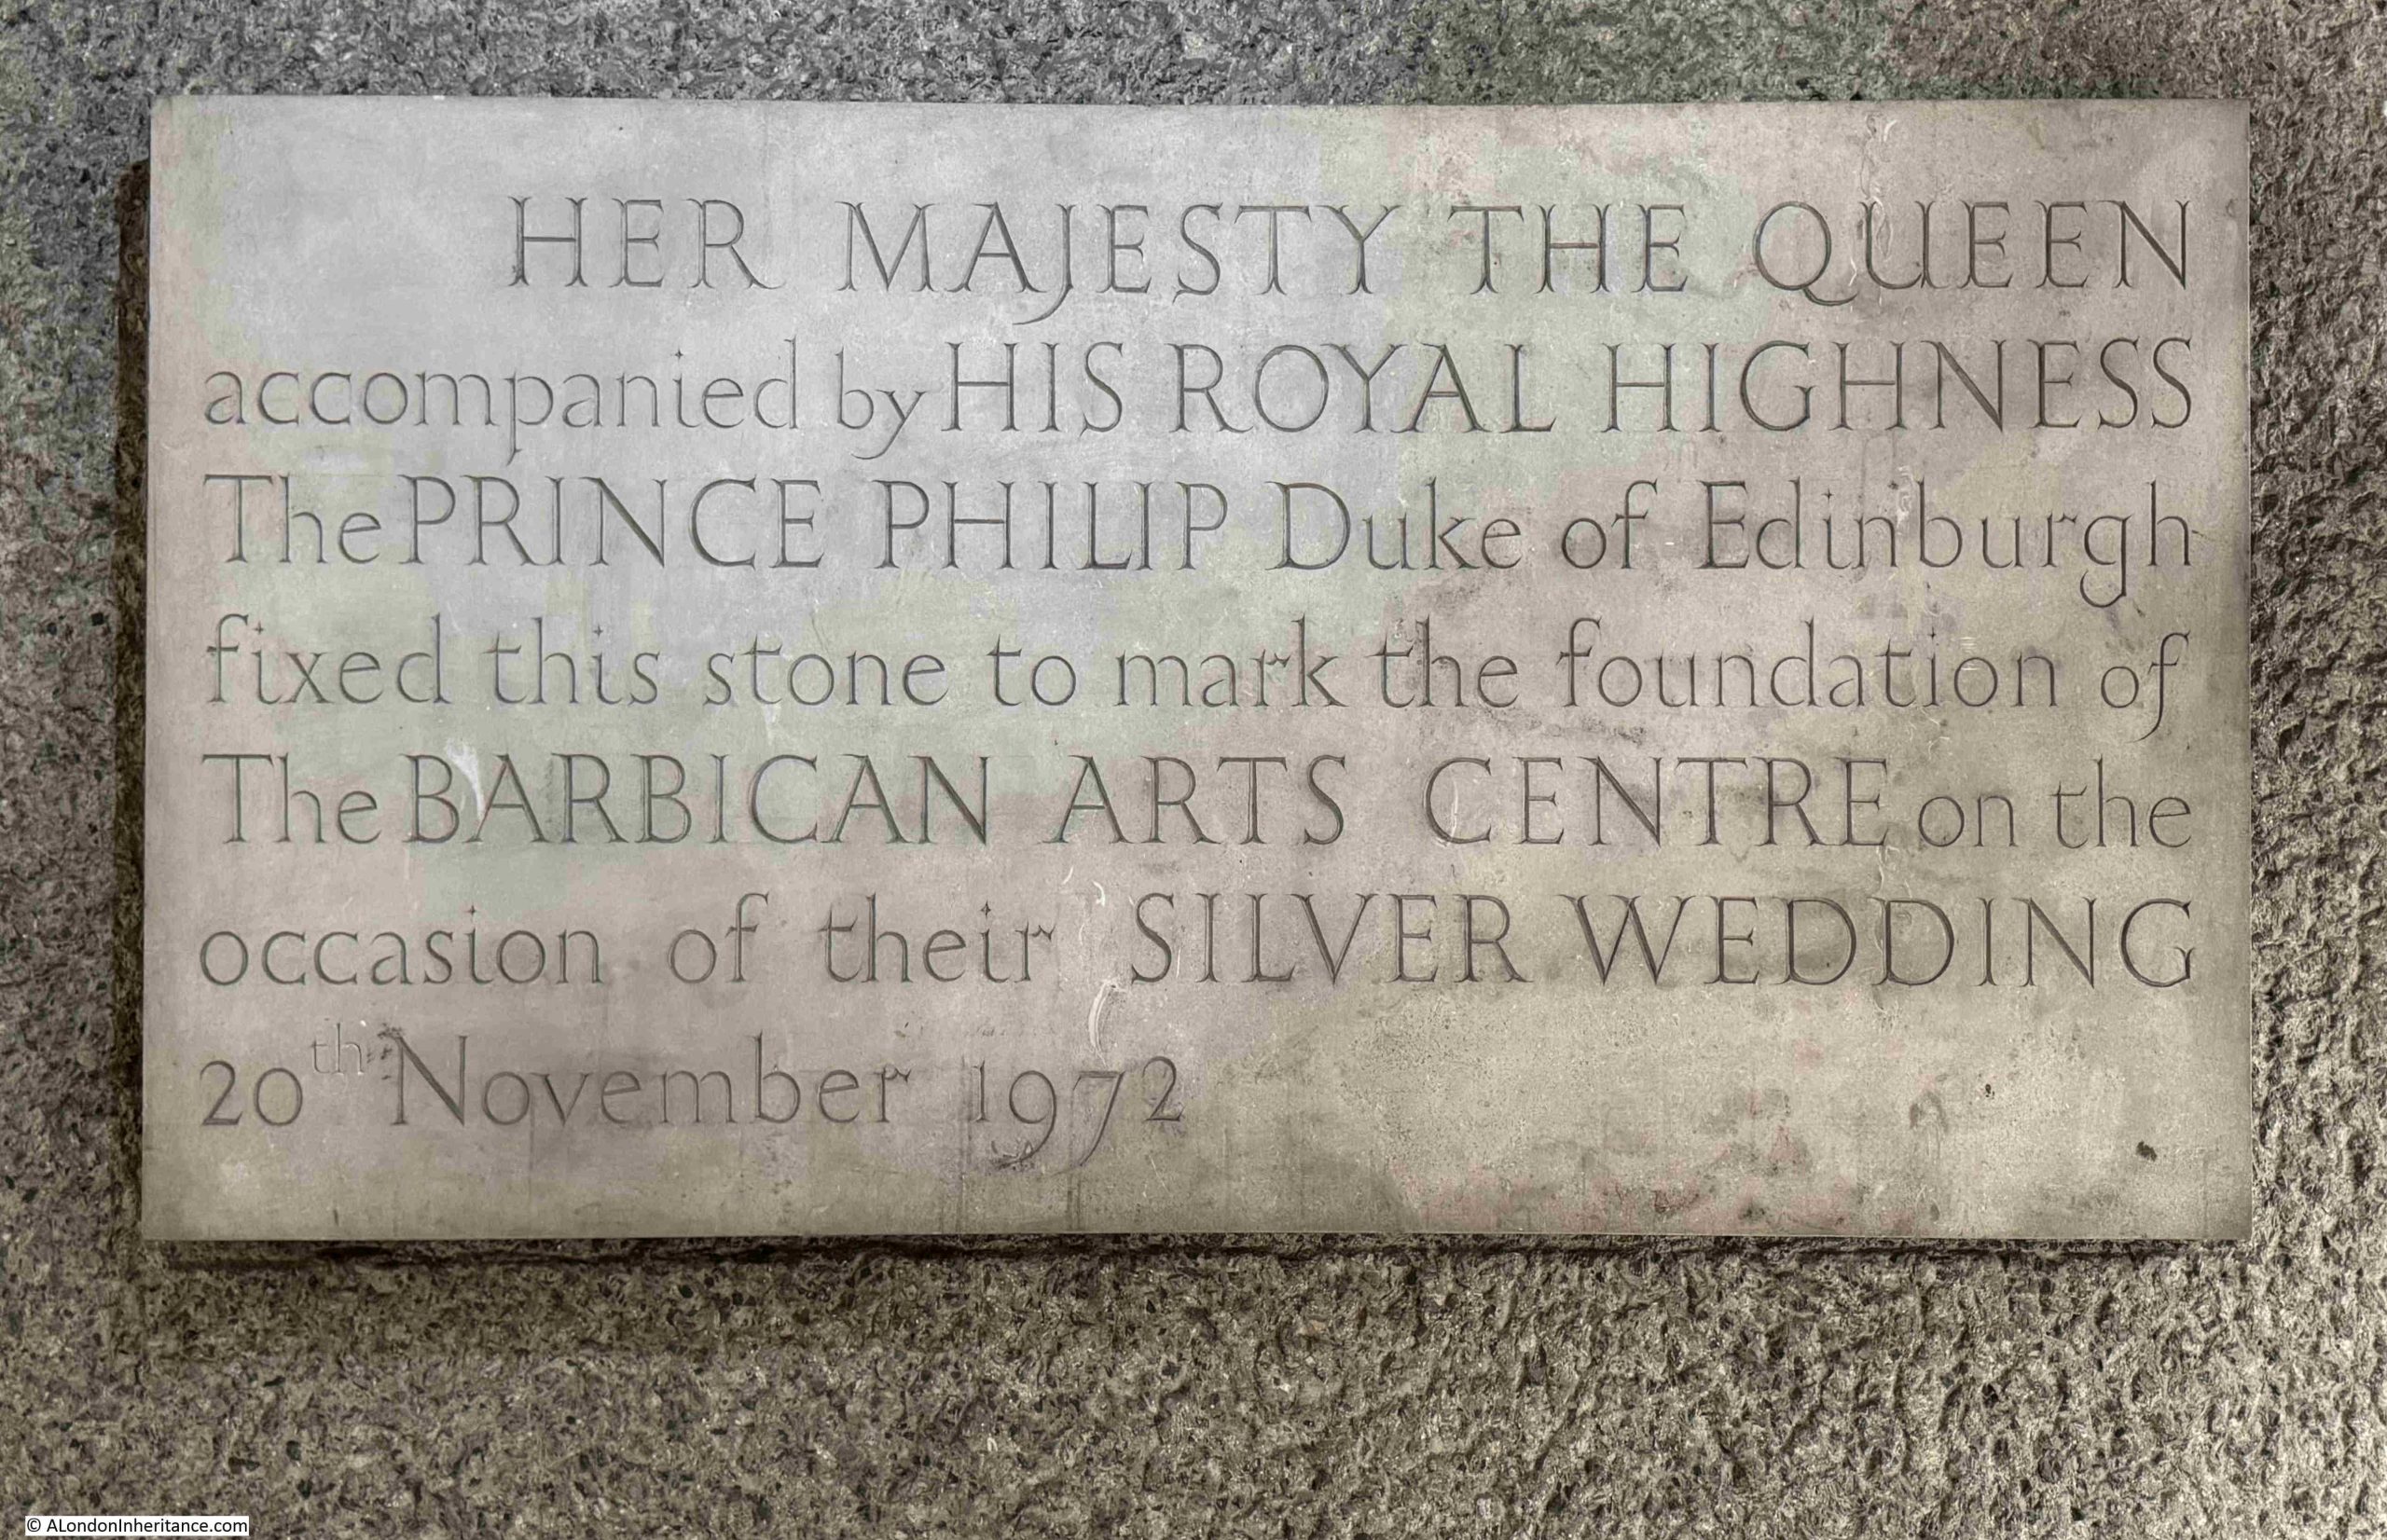 HER MAJESTY THE QUEEN
accompanied by HIS ROYAL HIGHNESS
The PRINCE PHILIP Duke of Edinburgh
fixed this stone to mark the foundation of
The BARBICAN ARTS CENTRE on the
occasion of their SILVER WEDDING
20th November 1972
© ALondonInheritance.com